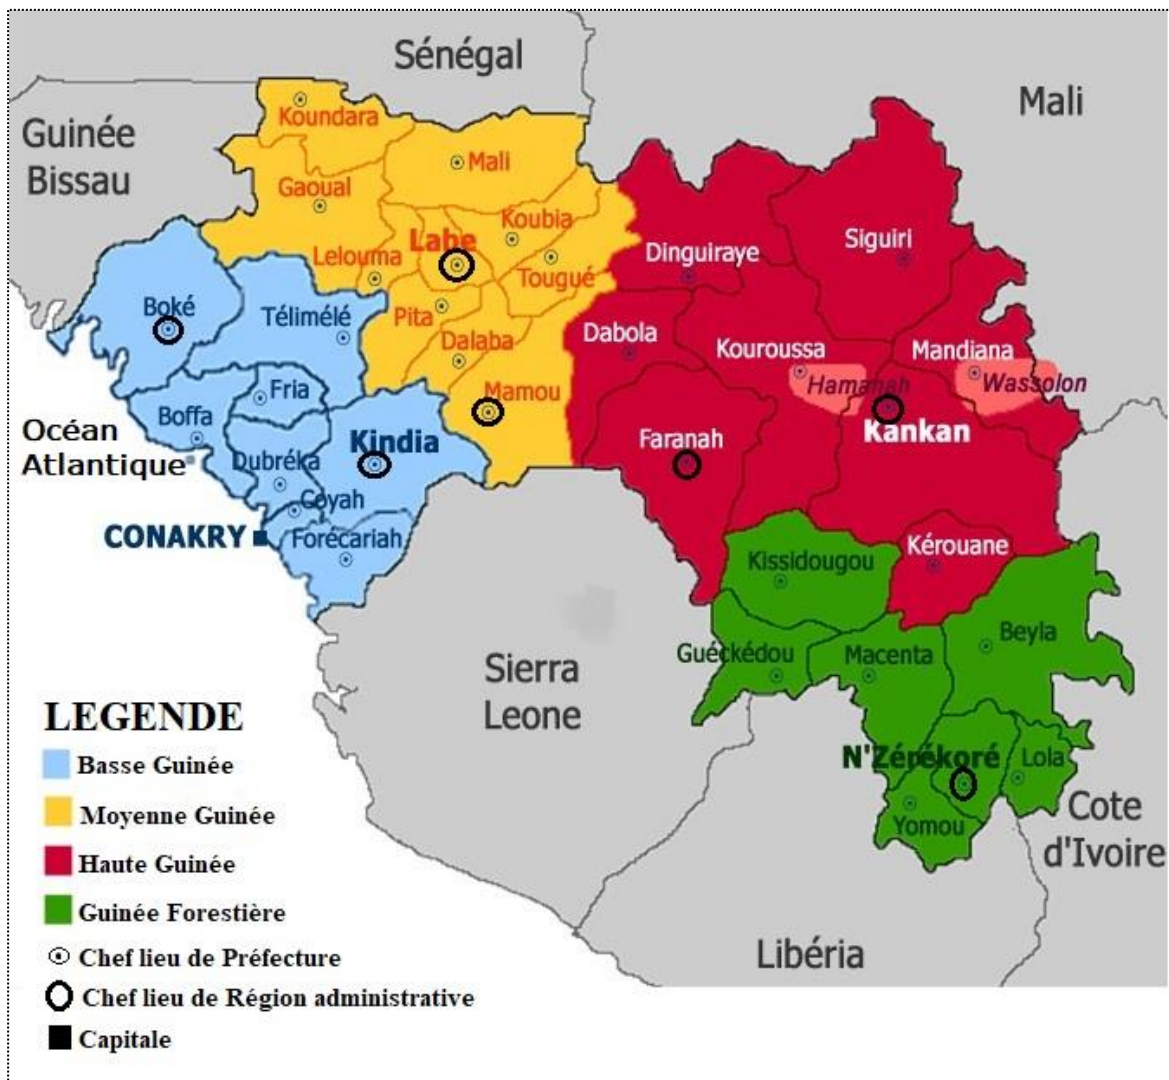 Sénégal
Mali
Guinée
Bissau
Koundara
Mali
Gaoual
Koubia
Labe
Lelouma
Tougué
Dinguiraye
Siguiri
Boké
Télimélé
Pita
Dalaba
Dabola
Kouroussa
Mandiana
Hamanah
Wassolon
Fria
Mamou
Boffa
Océan
Atlantique
Kindia
Faranah
Kankan
Dubréka
Coyah
CONAKRY
Forécariah
Kissidougou
Kérouane
Guéckédou
Macenta
Beyla
Sierra
Leone
N'Zérékoré
Lola
Yomou
Cote
d'Ivoire
Libéria
LEGENDE
Basse Guinée
Moyenne Guinée
Haute Guinée
Guinée Forestière
Chef lieu de Préfecture
Chef lieu de Région administrative
Capitale